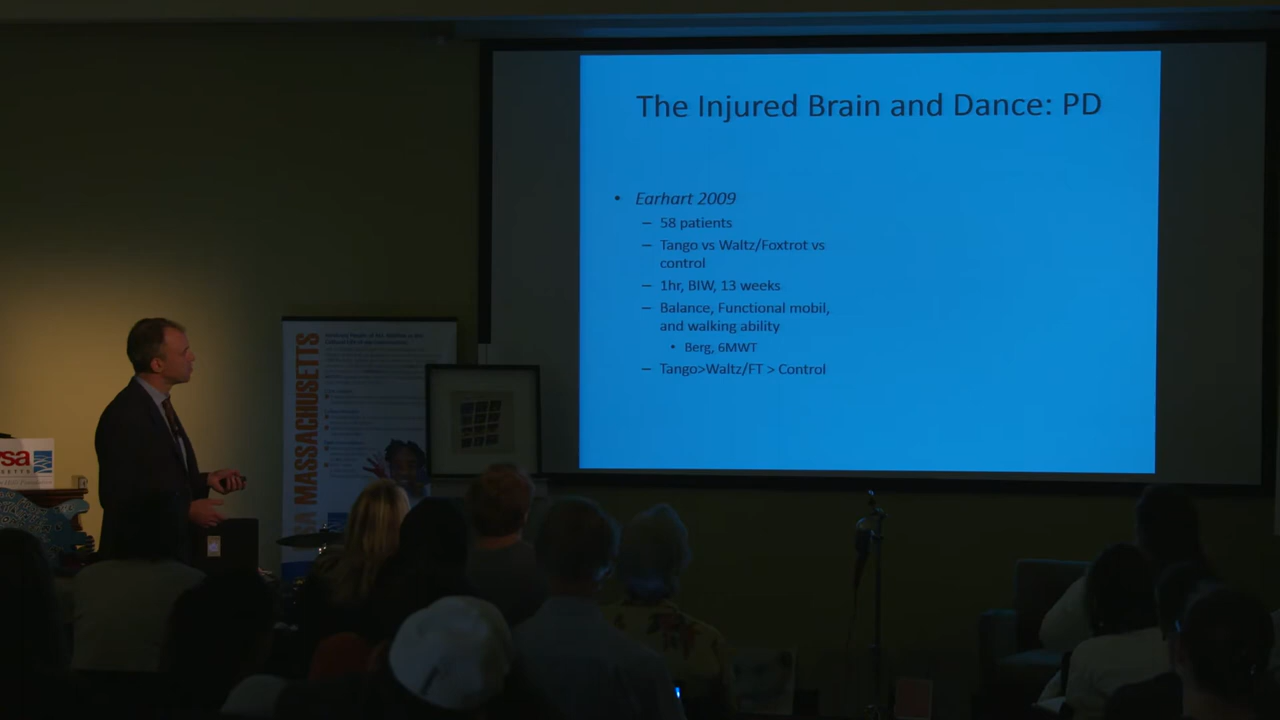 The Injured Brain and Dance: PD
• Earhart 2009
– 58 patients
– Tango vs Waltz/Foxtrot vs
control
– 1hr, BIW, 13 weeks
– Balance, Functional mobil,
and walking ability
• Berg, 6MWT
– Tango>Waltz/FT > Control
MASSACHUSETTS
sa